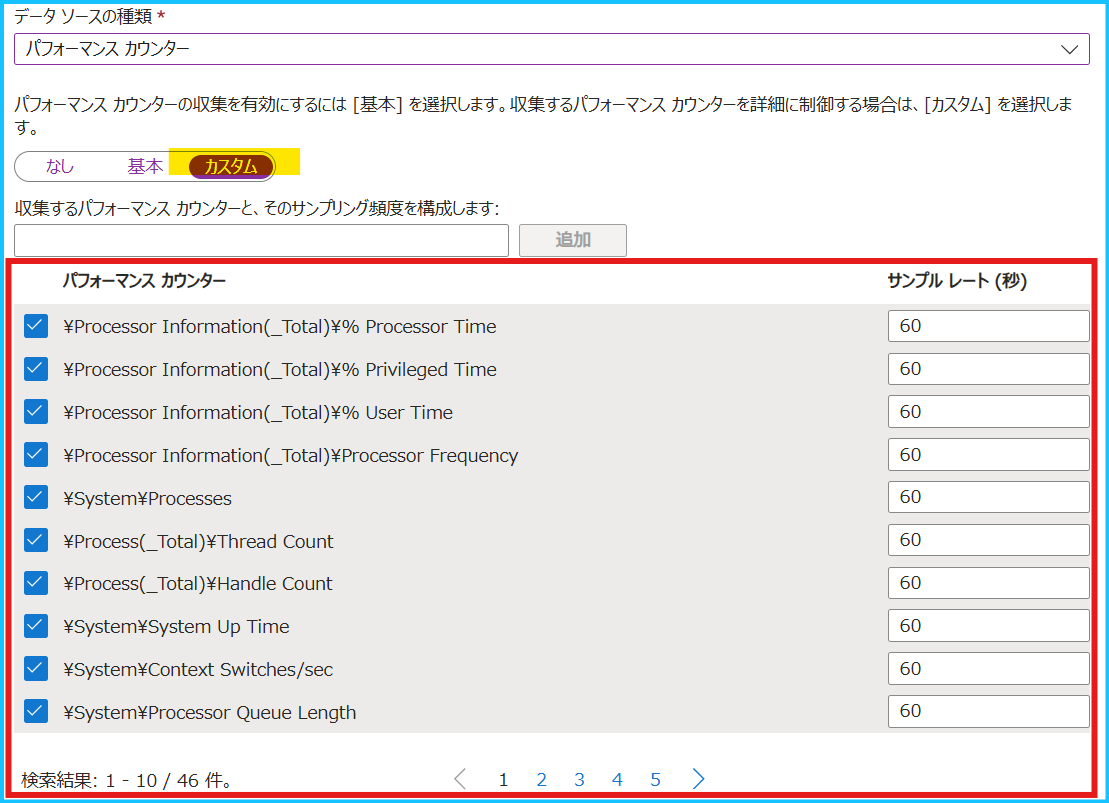 データ ソースの種類 *
パフォーマンス カウンター
パフォーマンス カウンターの収集を有効にするには [基本] を選択します。収集するパフォーマンス カウンターを詳細に制御する場合は、[カスタム] を選択しま
す。
なし 基本 カスタム
収集するパフォーマンス カウンターと、そのサンプリング頻度を構成します:
追加
パフォーマンス カウンター サンプル レート (秒)
¥Processor Information(_Total)¥% Processor Time 60
¥Processor Information(_Total)¥% Privileged Time 60
¥Processor Information(_Total)¥% User Time 60
¥Processor Information(_Total)¥Processor Frequency 60
¥System¥Processes 60
¥Process(_Total)¥Thread Count 60
¥Process(_Total)¥Handle Count 60
¥System¥System Up Time 60
¥System¥Context Switches/sec 60
¥System¥Processor Queue Length 60
検索結果: 1 - 10 / 46 件。 1 2 3 4 5